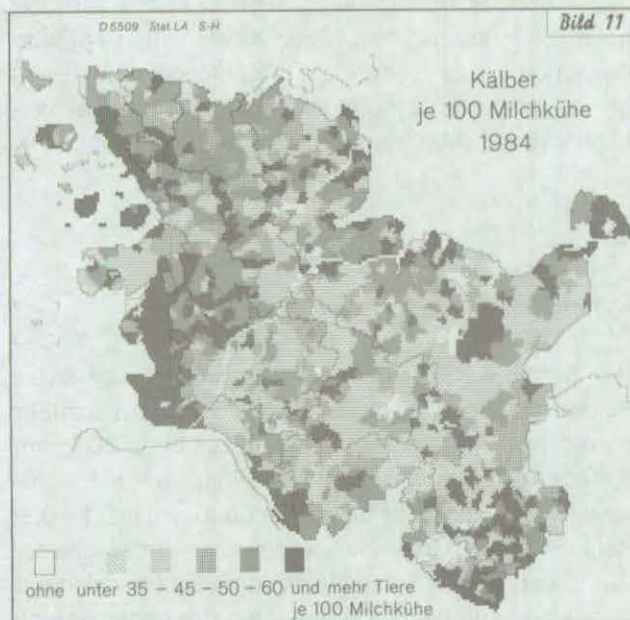 D 5509 Stat. LA S-H
Bild 11
Kälber
je 100 Milchkühe
1984
ohne unter 35 – 45 – 50 – 60 und mehr Tiere
je 100 Milchkühe